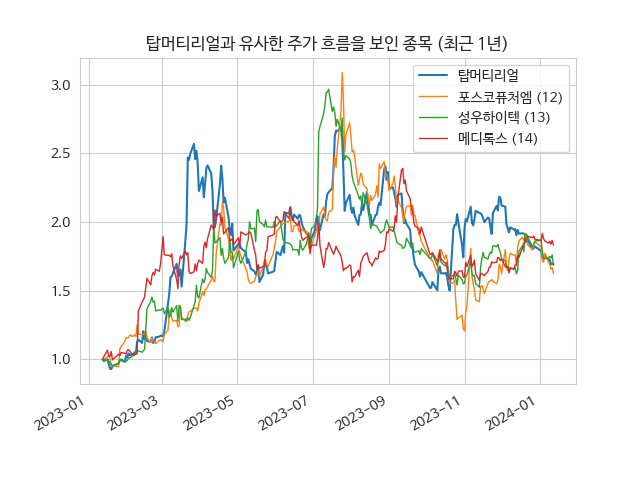 탑머티리얼과 유사한 주가 흐름을 보인 종목 (최근 1년)
탑머티리얼
포스코퓨처엠 (12)
성우하이텍 (13)
메디톡스 (14)
3.0
2.5
2.0
1.5
1.0
2023-01
2023-03
2023-05
2023-07
2023-09
2023-11
2024-01